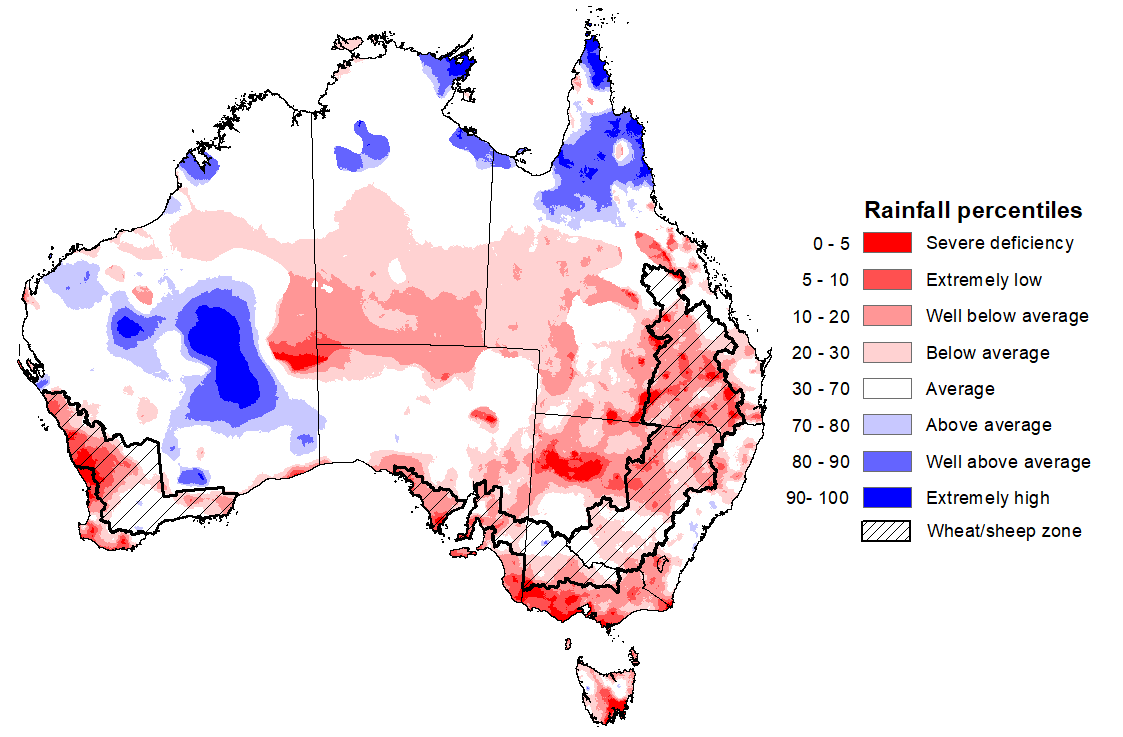 Rainfall percentiles
0 - 5 Severe deficiency
5 - 10 Extremely low
10 - 20 Well below average
20 - 30 Below average
30 - 70 Average
70 - 80 Above average
80 - 90 Well above average
90- 100 Extremely high
Wheat/sheep zone